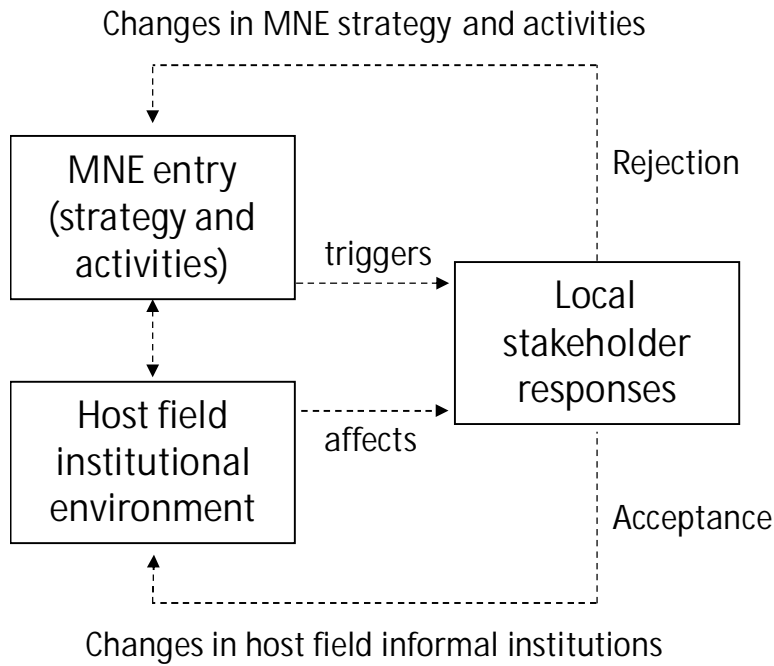 Changes in MNE strategy and activities
MNE entry
(strategy and
activities)
Rejection
triggers
Local
stakeholder
responses
Host field
institutional
environment
affects
Acceptance
Changes in host field informal institutions